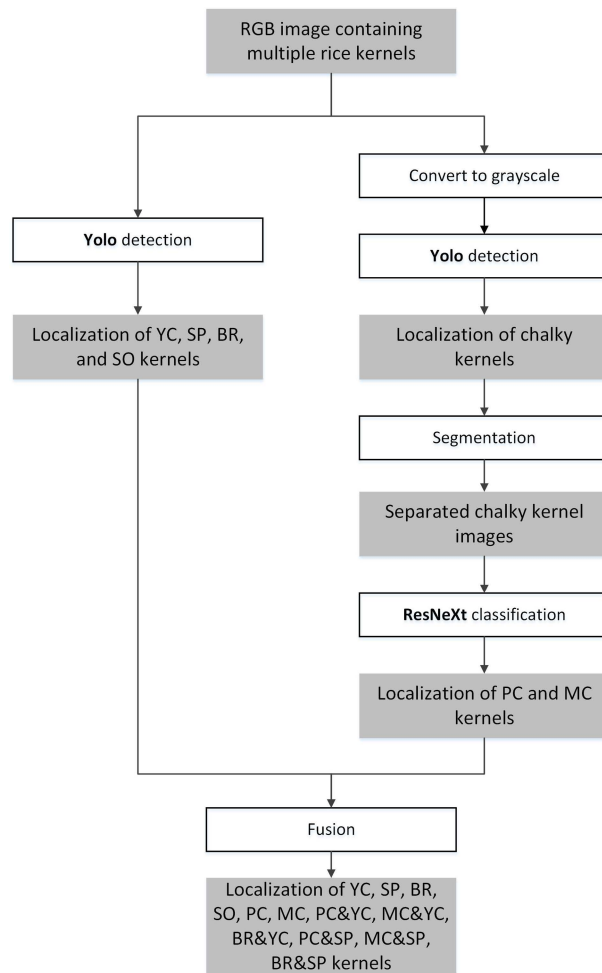 RGB image containing
multiple rice kernels
Convert to grayscale
Yolo detection
Yolo detection
Localization of YC, SP, BR,
and SO kernels
Localization of chalky
kernels
Segmentation
Separated chalky kernel
images
ResNeXt classification
Localization of PC and MC
kernels
Fusion
Localization of YC, SP, BR,
SO, PC, MC, PC&YC, MC&YC,
BR&YC, PC&SP, MC&SP,
BR&SP kernels